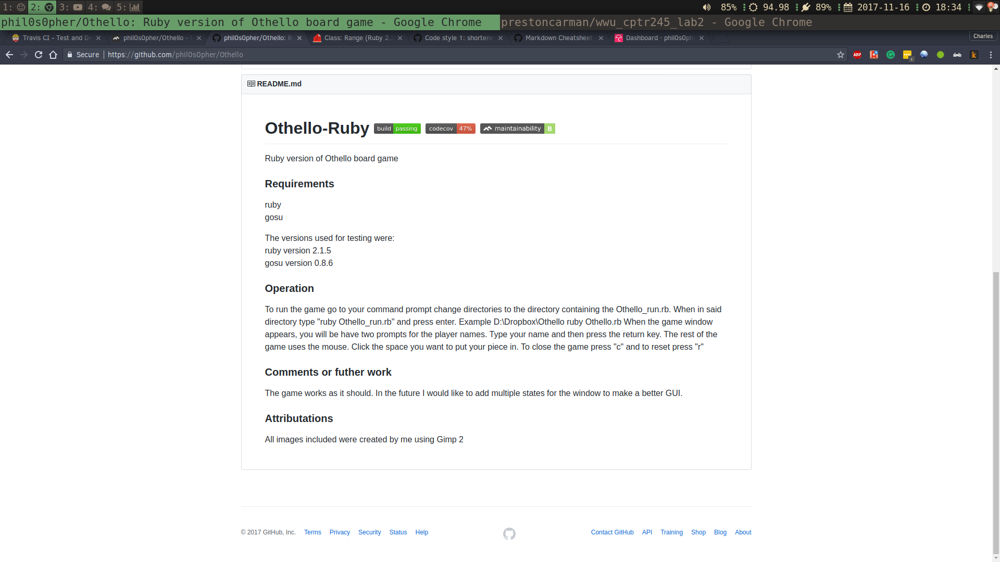 1: 2: 3: 4: 5: 85% 94.98 89% 2017-11-16 18:34
phil0s0pher/Othello: Ruby version of Othello board game - Google Chrome prestoncarman/wwu_cptr245_lab2 - Google Chrome
Travis CI - Test and De phil0s0pher/Othello - phil0s0pher/Othello: R Class: Range (Ruby 2. Code style 1: shortene Markdown Cheatsheet Dashboard · phil0s0ph Charles
Secure https://github.com/phil0s0pher/Othello ABP 1 k
README.md
Othello-Ruby build passing codecov 47% maintainability B
Ruby version of Othello board game
Requirements
ruby
gosu
The versions used for testing were:
ruby version 2.1.5
gosu version 0.8.6
Operation
To run the game go to your command prompt change directories to the directory containing the Othello_run.rb. When in said
directory type "ruby Othello_run.rb" and press enter. Example D:\Dropbox\Othello ruby Othello.rb When the game window
appears, you will be have two prompts for the player names. Type your name and then press the return key. The rest of the
game uses the mouse. Click the space you want to put your piece in. To close the game press "c" and to reset press "r"
Comments or futher work
The game works as it should. In the future I would like to add multiple states for the window to make a better GUI.
Attributations
All images included were created by me using Gimp 2
© 2017 GitHub, Inc. Terms Privacy Security Status Help Contact GitHub API Training Shop Blog About